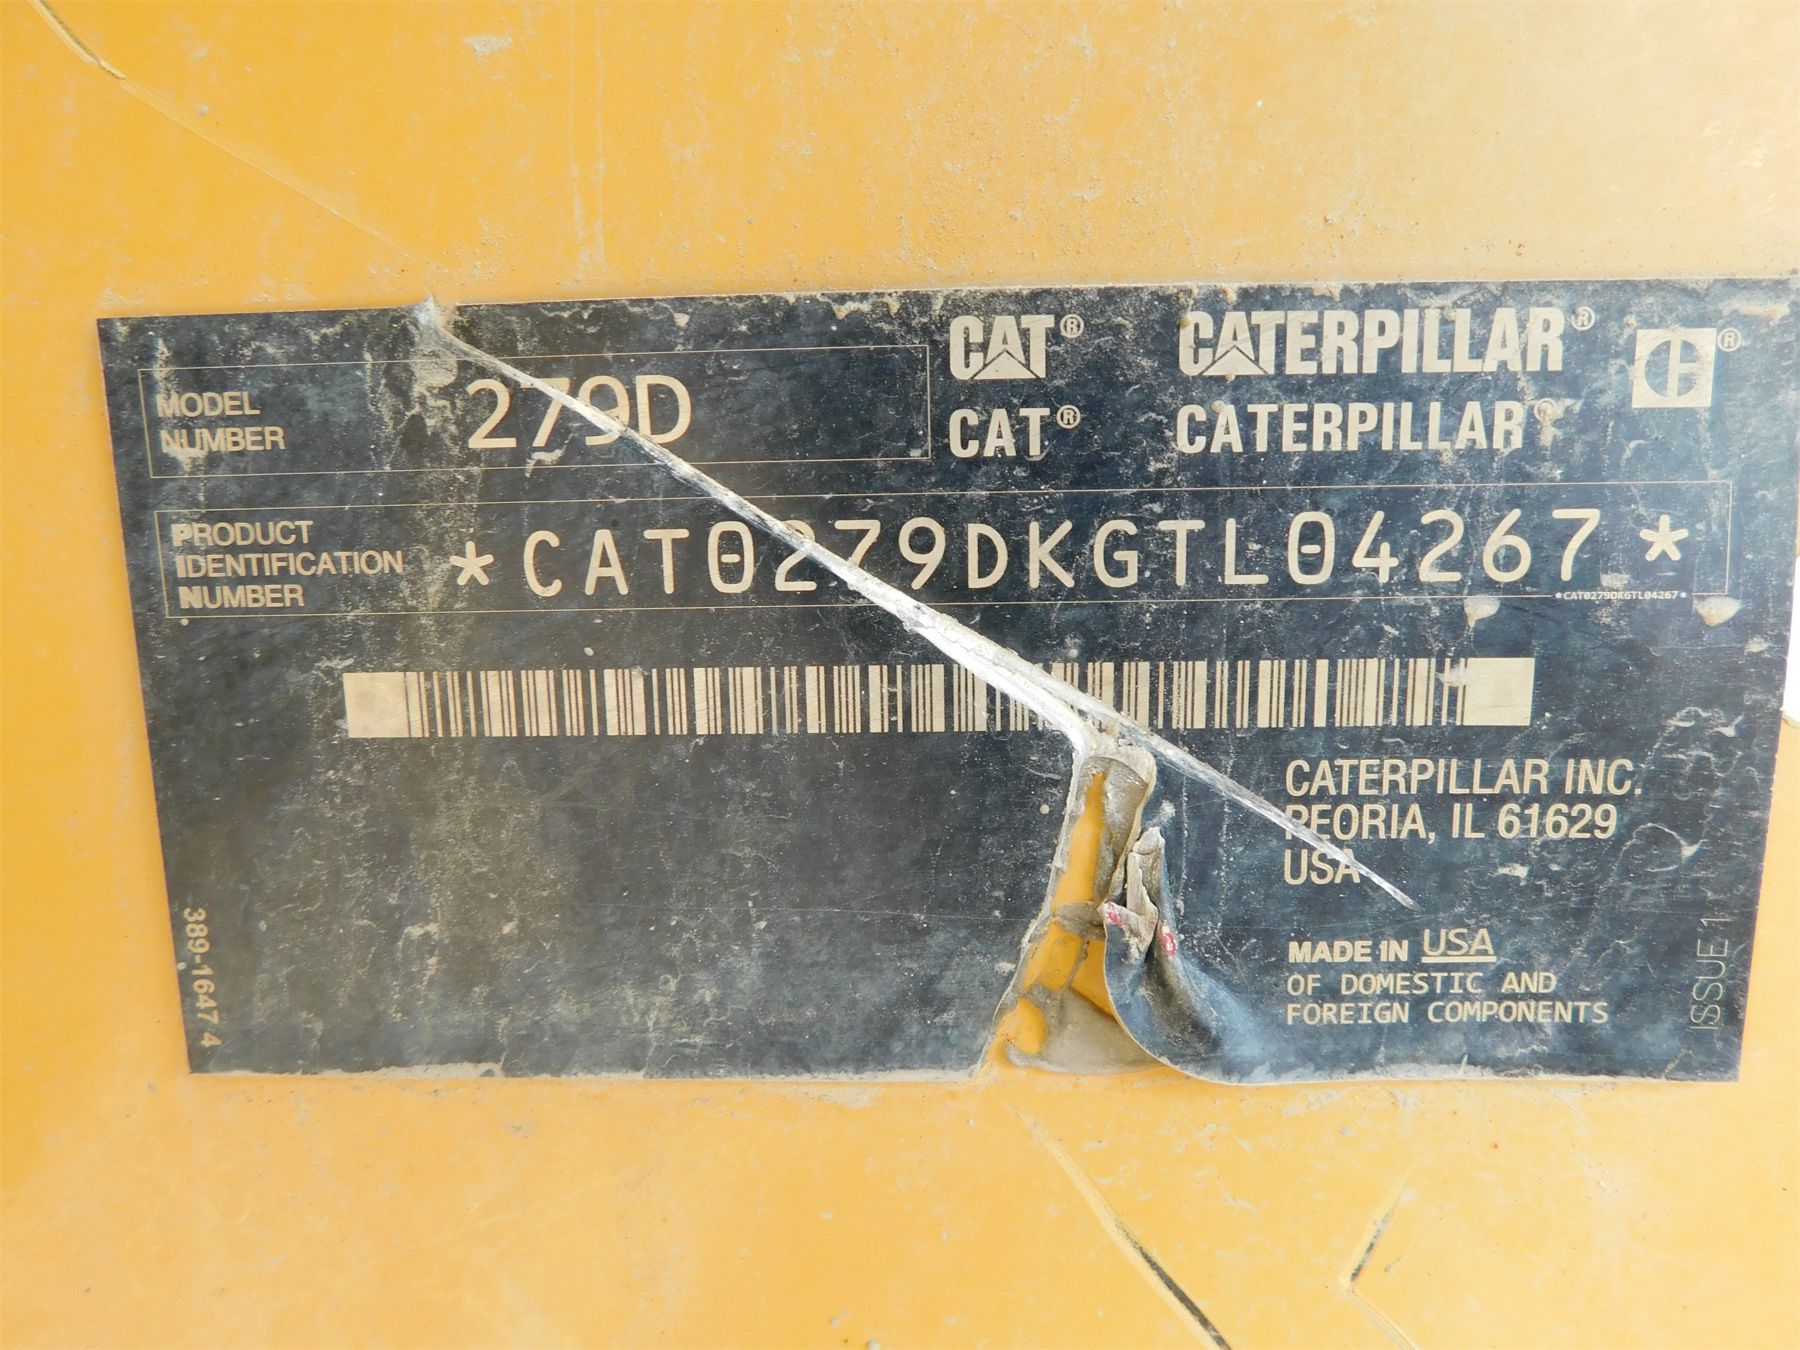 MODEL
NUMBER
279D
CAT® CATERPILLAR®
CAT® CATERPILLAR®
PRODUCT
IDENTIFICATION
NUMBER
*CAT0279DKGTL04267*
*CAT0279DKGTL04267*
CATERPILLAR INC.
PEORIA, IL 61629
USA
MADE IN USA
OF DOMESTIC AND
FOREIGN COMPONENTS
389-1647 4
ISSUE 1